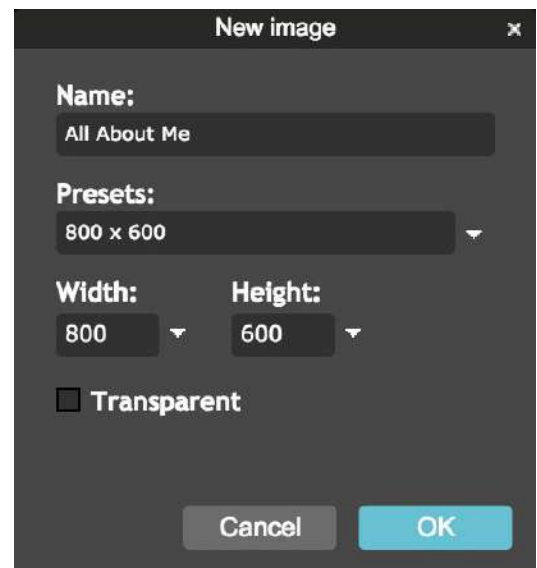 New image x
Name:
All About Me
Presets:
800 x 600
Width: Height:
800 600
Transparent
Cancel OK